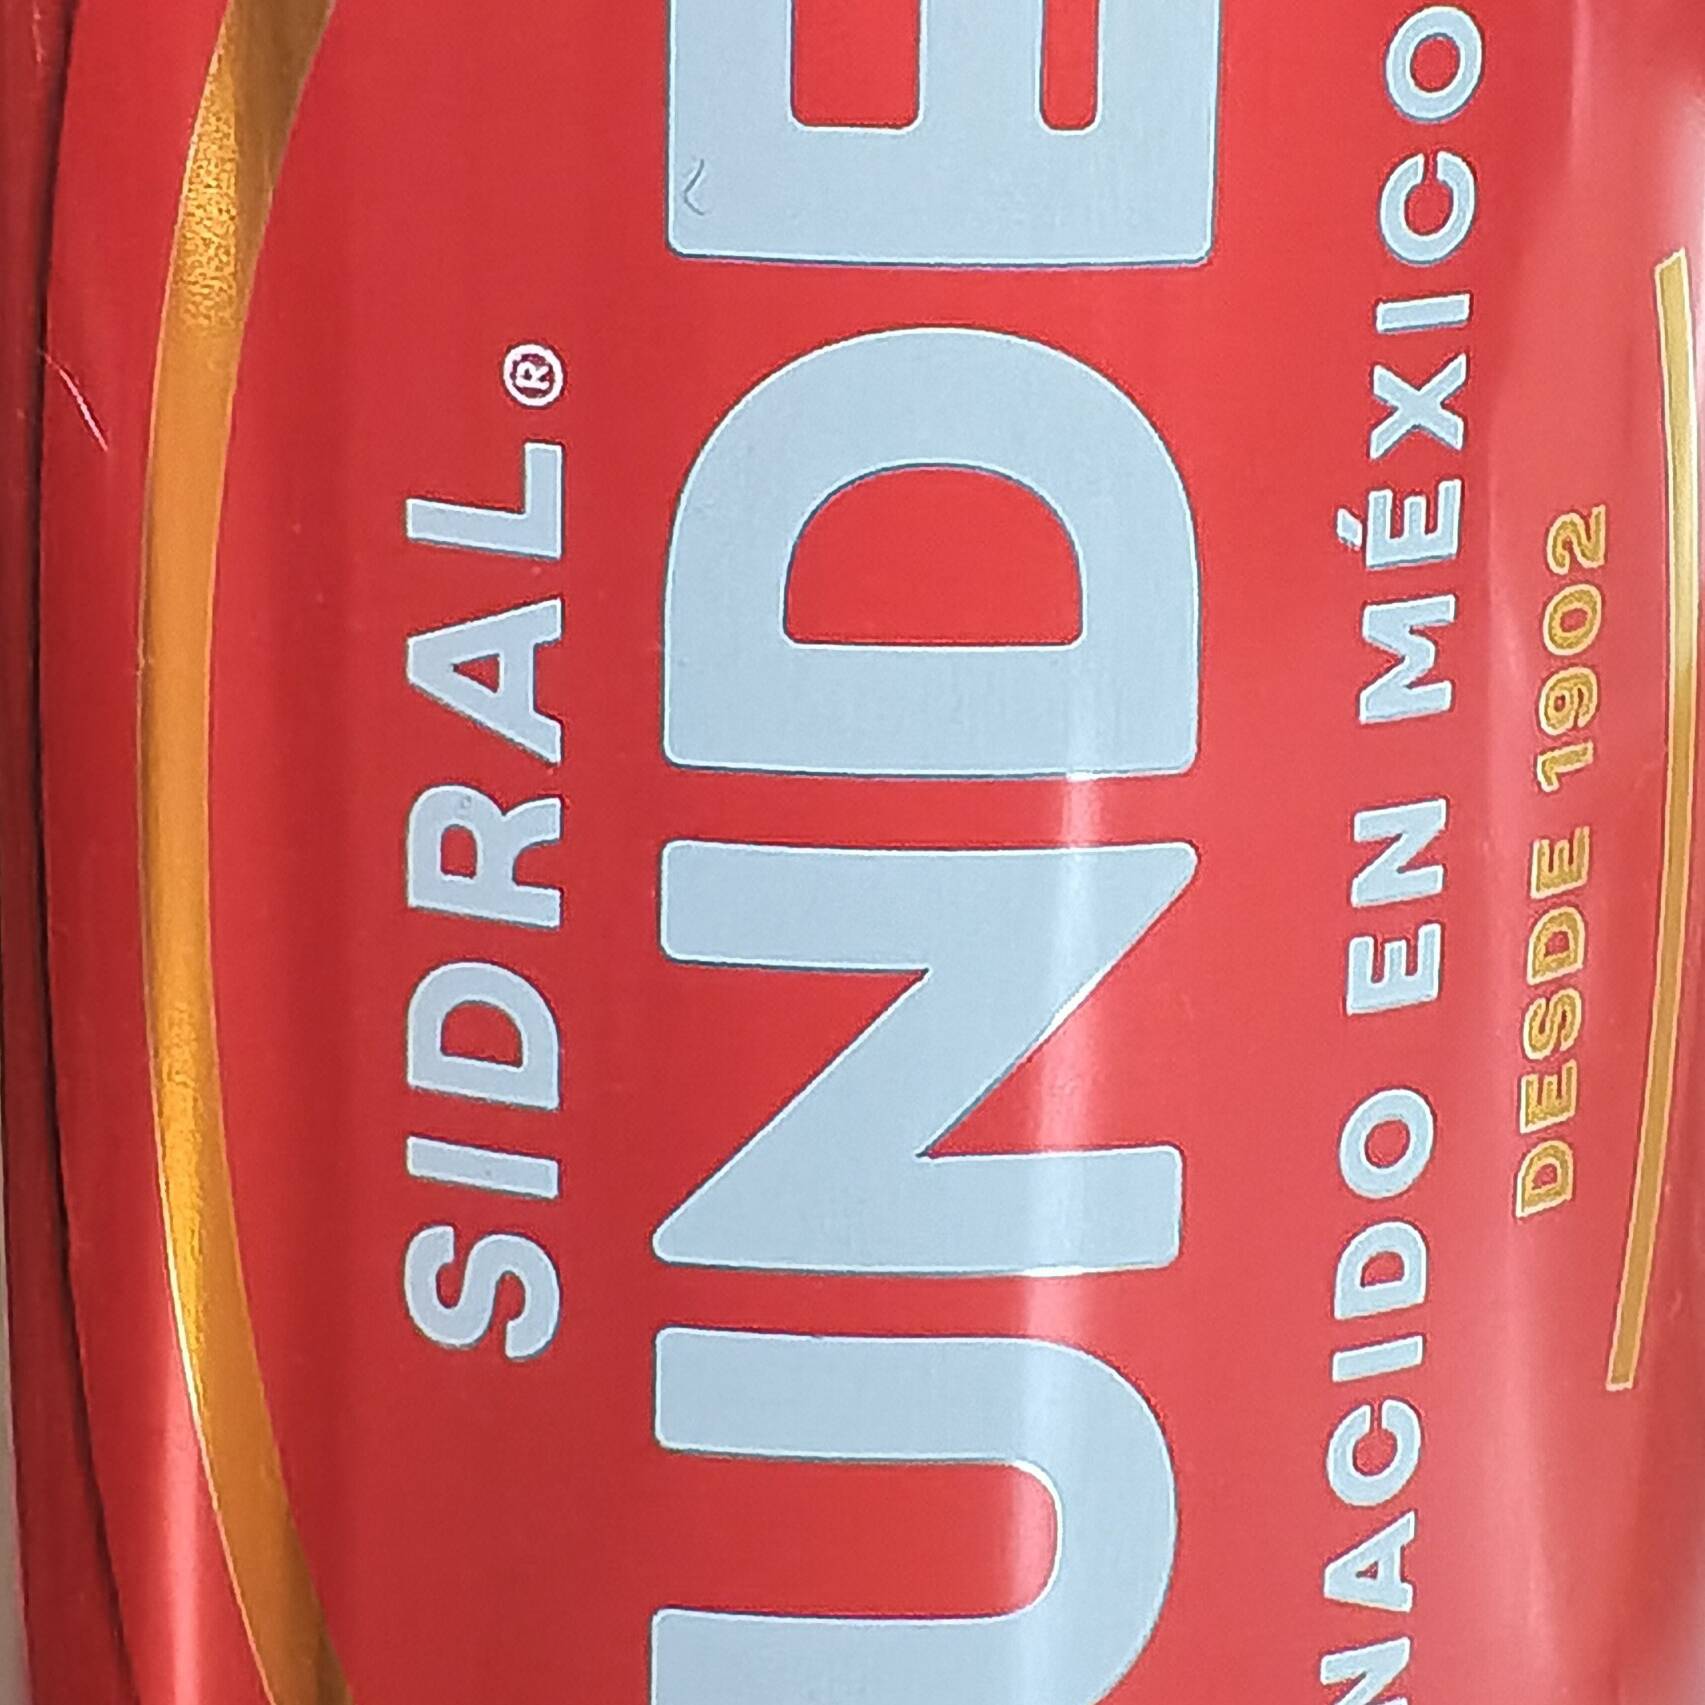 SIDRAL®
UNDE
NACIDO EN MÉXICO
DESDE 1902